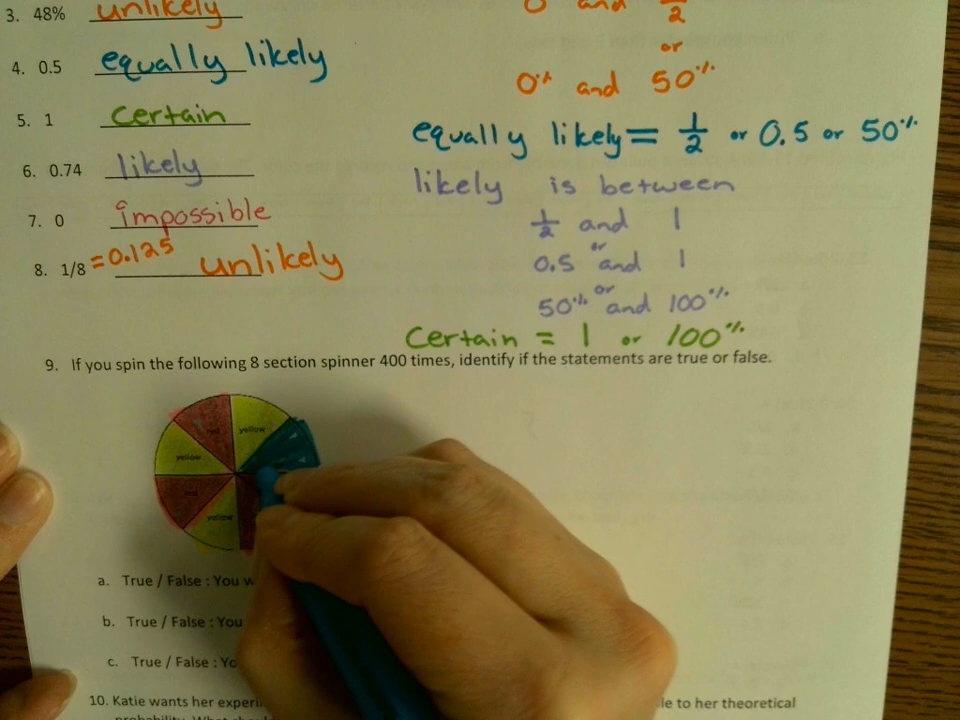 3. 48% unlikely
0 and 1/2
or
4. 0.5 equally likely
0% and 50%
5. 1 certain
equally likely = 1/2 or 0.5 or 50%
6. 0.74 likely
likely is between
7. 0 impossible
1/2 and 1
or
8. 1/8 = 0.125 unlikely
0.5 and 1
or
50% and 100%
Certain = 1 or 100%
9. If you spin the following 8 section spinner 400 times, identify if the statements are true or false.
red yellow
yellow
red
yellow
a. True / False : You
b. True / False : You
c. True / False :
10. Katie wants her to her theoretical